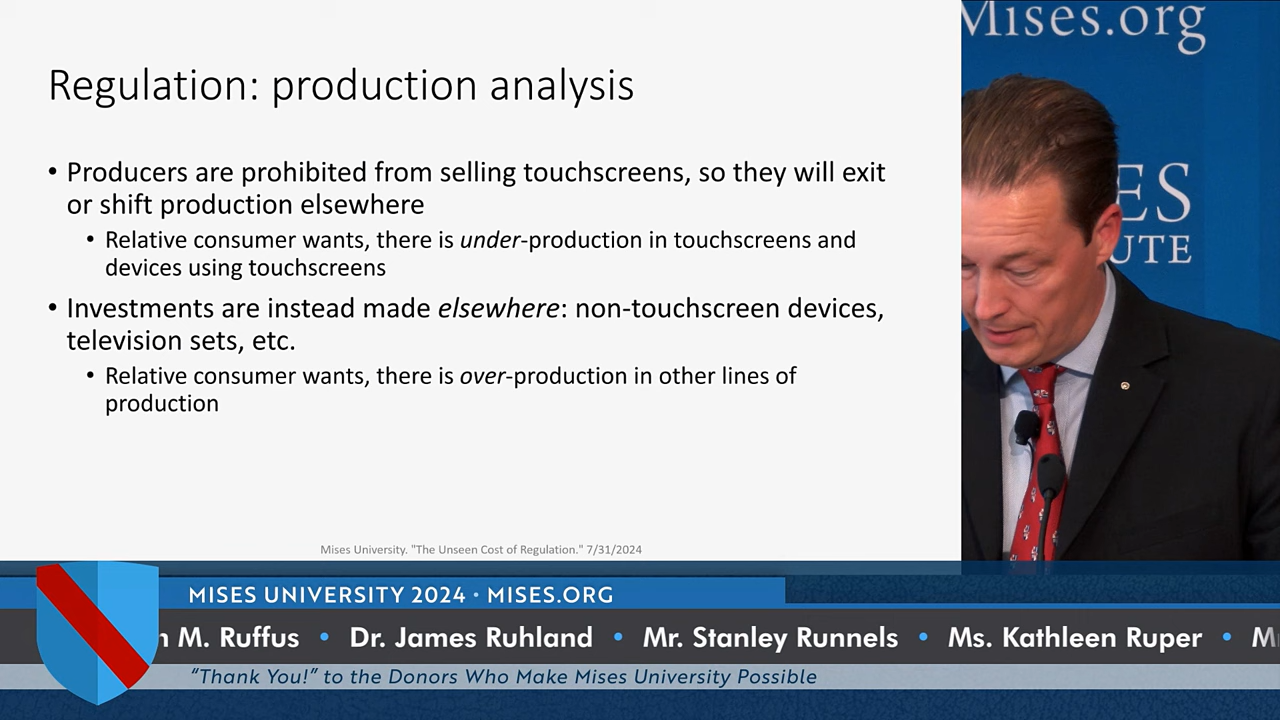 Regulation: production analysis
• Producers are prohibited from selling touchscreens, so they will exit
or shift production elsewhere
• Relative consumer wants, there is under-production in touchscreens and
devices using touchscreens
• Investments are instead made elsewhere: non-touchscreen devices,
television sets, etc.
• Relative consumer wants, there is over-production in other lines of
production
Mises University. "The Unseen Cost of Regulation." 7/31/2024
Mises.org
MISES UNIVERSITY 2024 • MISES.ORG
M. Ruffus • Dr. James Ruhland • Mr. Stanley Runnels • Ms. Kathleen Ruper •
“Thank You!” to the Donors Who Make Mises University Possible